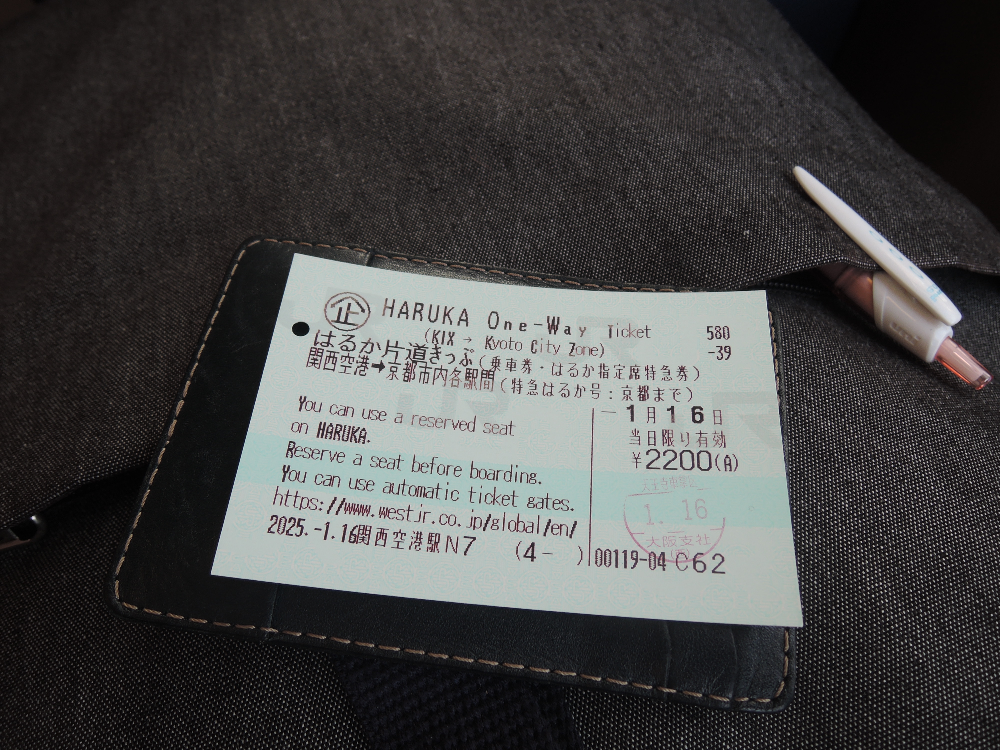 企 HARUKA One-Way Ticket 580
(KIX → Kyoto City Zone) -39
はるか片道きっぷ(乗車券・はるか指定席特急券)
関西空港➡京都市内各駅間(特急はるか号:京都まで)
You can use a reserved seat
on HARUKA.
Reserve a seat before boarding.
You can use automatic ticket gates.
https://www.westjr.co.jp/global/en/
2025.-1.16関西空港駅N7 (4- )
-1月16日
当日限り有効
¥2200(A)
1. 16
大阪支社
00119-04 C62